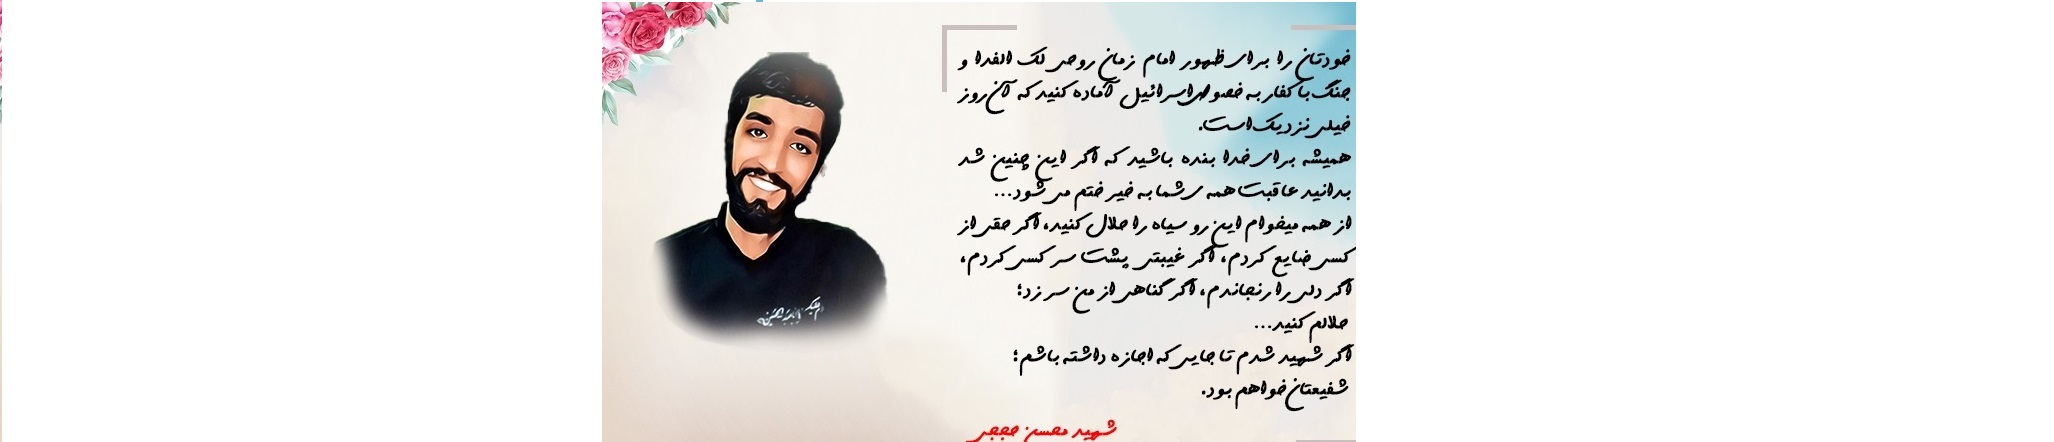 خودتان را برای ظهور امام زمان روحی لک الفدا و
جنگ با کفار به خصوص اسرائیل آماده کنید که آن روز
خیلی نزدیک است.
همیشه برای خدا بنده باشید که اگر این چنین شد
بدانید عاقبت همه ی شما به خیر ختم می شود...
از همه میخوام این رو سیاه را حلال کنید، اگر حقی از
کسی ضایع کردم، اگر غیبتی پشت سر کسی کردم،
اگر دلی را رنجاندم، اگر گناهی از من سر زد؛
حلالم کنید...
اگر شهید شدم تا جایی که اجازه داشته باشم؛
شفیعتان خواهم بود.
شهید محسن حججی